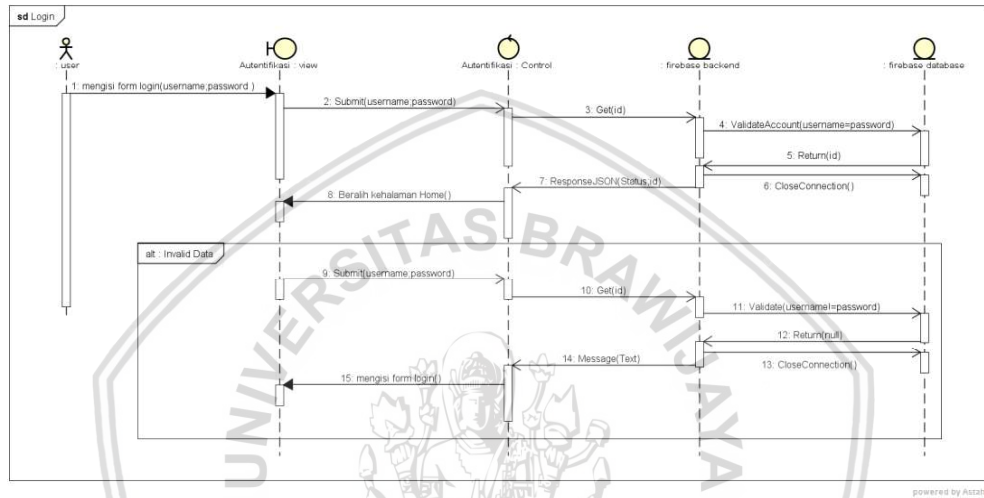 sd Login
: user
Autentifikasi : view
Autentifikasi : Control
: firebase backend
: firebase database
1: mengisi form login(username;password )
2: Submit(username;password)
3: Get(id)
4: ValidateAccount(username=password)
5: Return(id)
6: CloseConnection()
7: ResponseJSON(Status;id)
8: Beralih kehalaman Home()
alt : Invalid Data
9: Submit(username;password)
10: Get(id)
11: Validate(username!=password)
12: Return(null)
13: CloseConnection()
14: Message(Text)
15: mengisi form login()
UNIVERSITAS BRAWIJAYA
powered by Astah